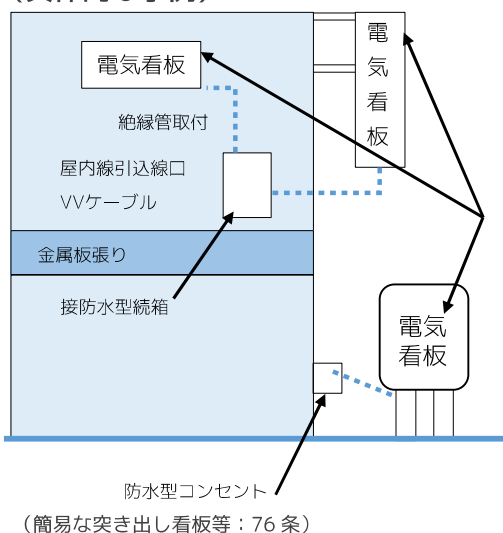 電気看板
電気看板
絶縁管取付
屋内線引込線口
VVケーブル
金属板張り
接防水型続箱
電気
看板
防水型コンセント
（簡易な突き出し看板等：76 条）